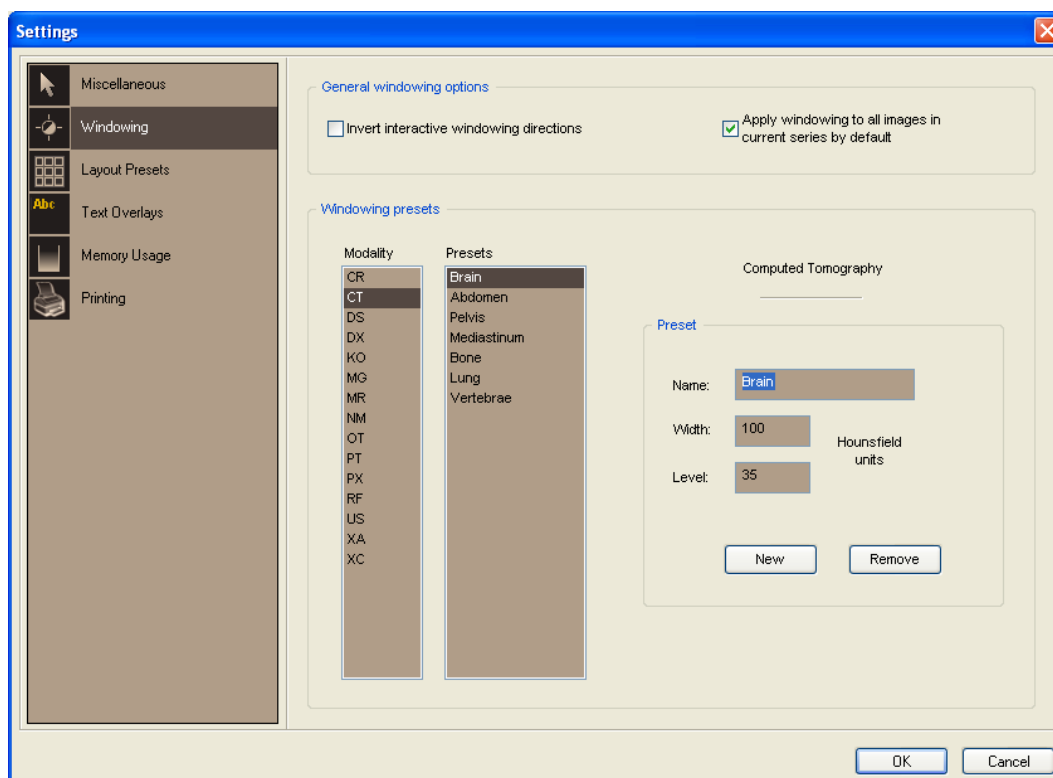 Settings
Miscellaneous
Windowing
Layout Presets
Abc
Text Overlays
Memory Usage
Printing
General windowing options
Invert interactive windowing directions
Apply windowing to all images in
current series by default
Windowing presets
Modality
CR
CT
DS
DX
KO
MG
MR
NM
OT
PT
PX
RF
US
XA
XC
Presets
Brain
Abdomen
Pelvis
Mediastinum
Bone
Lung
Vertebrae
Computed Tomography
Preset
Name:
Brain
Width:
100
Hounsfield
units
Level:
35
New
Remove
OK
Cancel